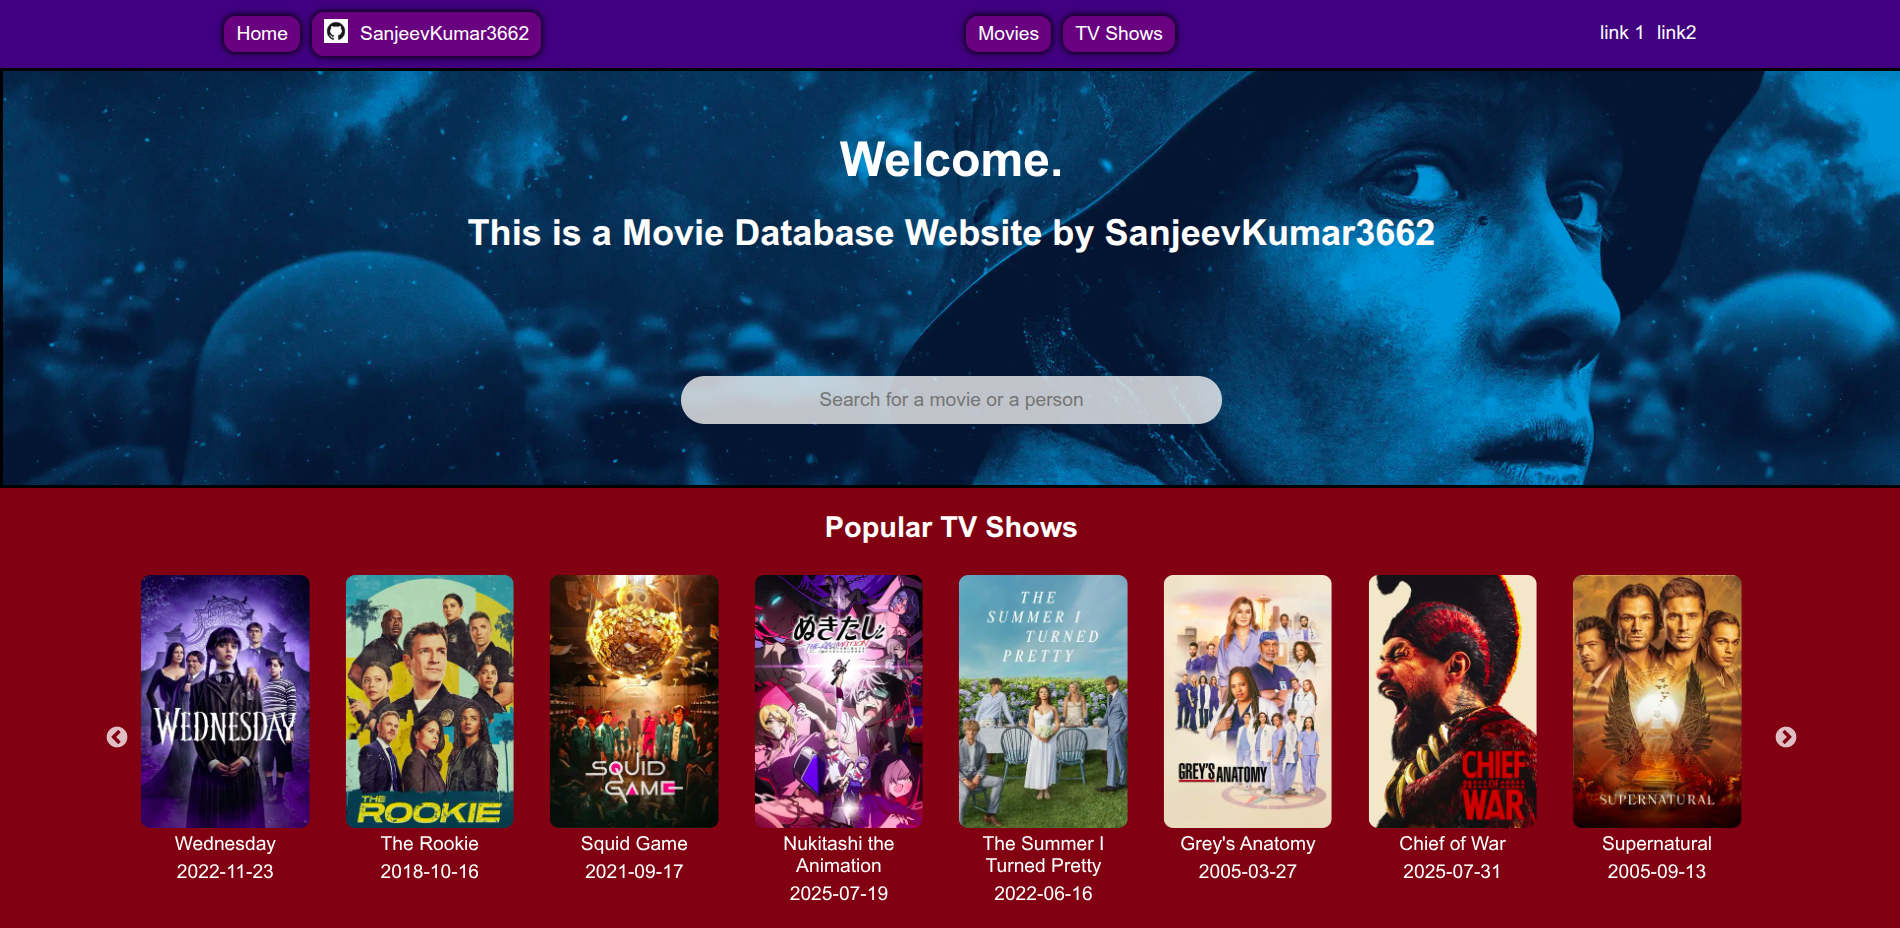 Home SanjeevKumar3662 Movies TV Shows link 1 link2
Welcome.
This is a Movie Database Website by SanjeevKumar3662
Search for a movie or a person
Popular TV Shows
WEDNESDAY
THE
ROOKIE
SQUID
GAME
ぬきたし
THE ANIMATION
THE
SUMMER I
TURNED
PRETTY
GREY'S ANATOMY
CHIEF
OF
WAR
SUPERNATURAL
Wednesday
2022-11-23
The Rookie
2018-10-16
Squid Game
2021-09-17
Nukitashi the
Animation
2025-07-19
The Summer I
Turned Pretty
2022-06-16
Grey's Anatomy
2005-03-27
Chief of War
2025-07-31
Supernatural
2005-09-13